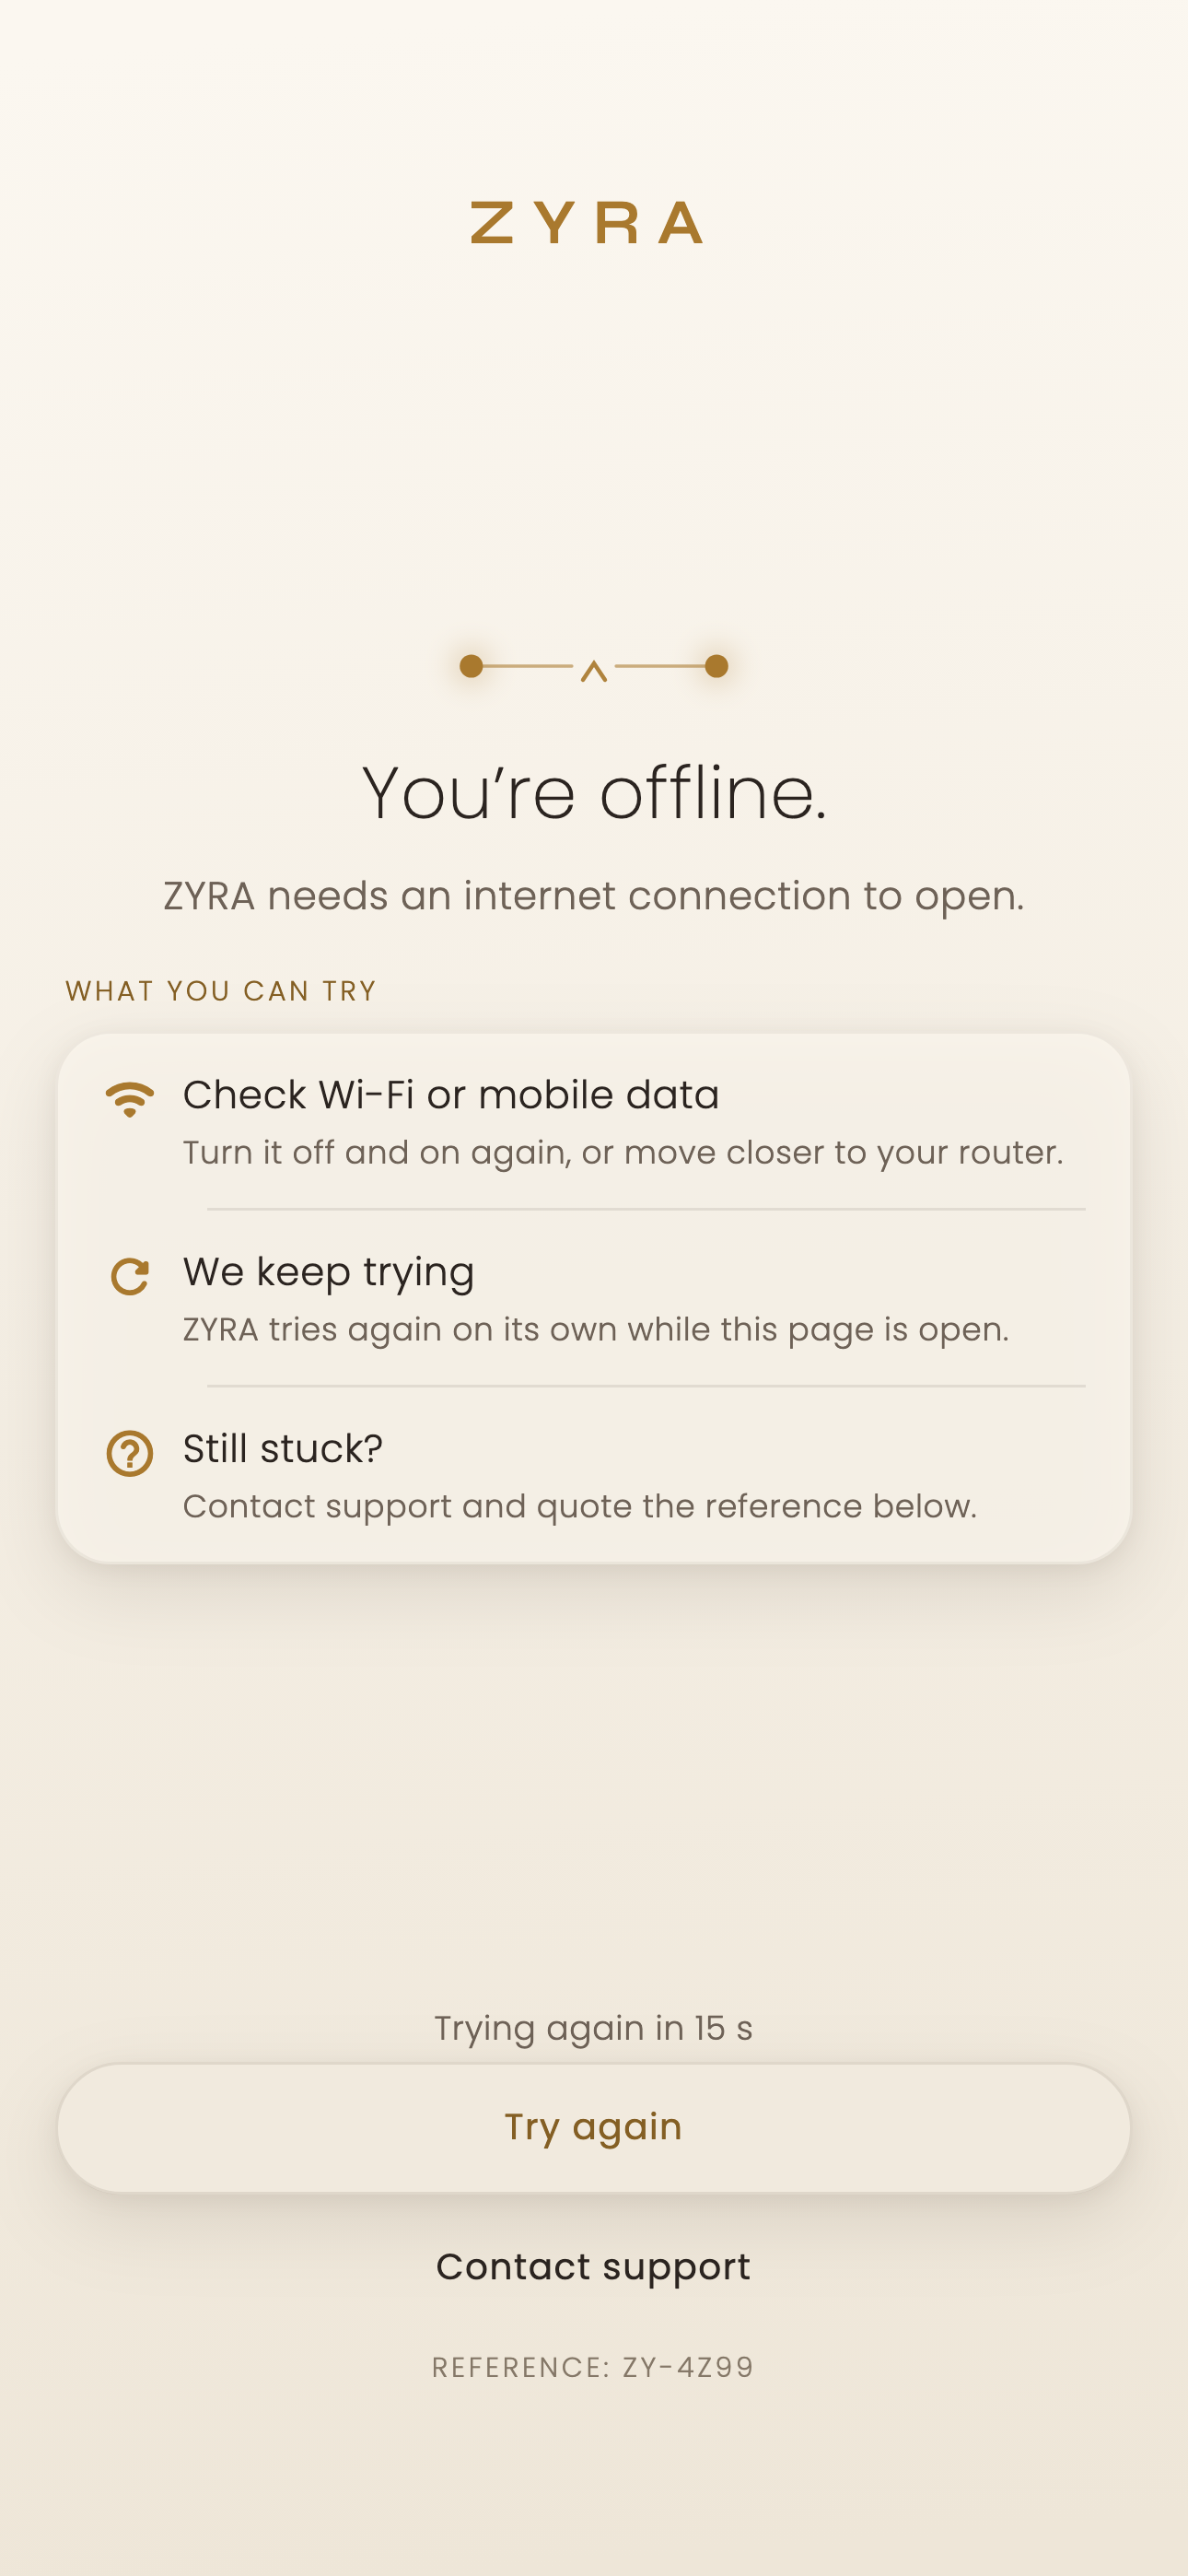 ZYRA
You’re offline.
ZYRA needs an internet connection to open.
WHAT YOU CAN TRY
Check Wi-Fi or mobile data
Turn it off and on again, or move closer to your router.
We keep trying
ZYRA tries again on its own while this page is open.
Still stuck?
Contact support and quote the reference below.
Trying again in 15 s
Try again
Contact support
REFERENCE: ZY-4Z99